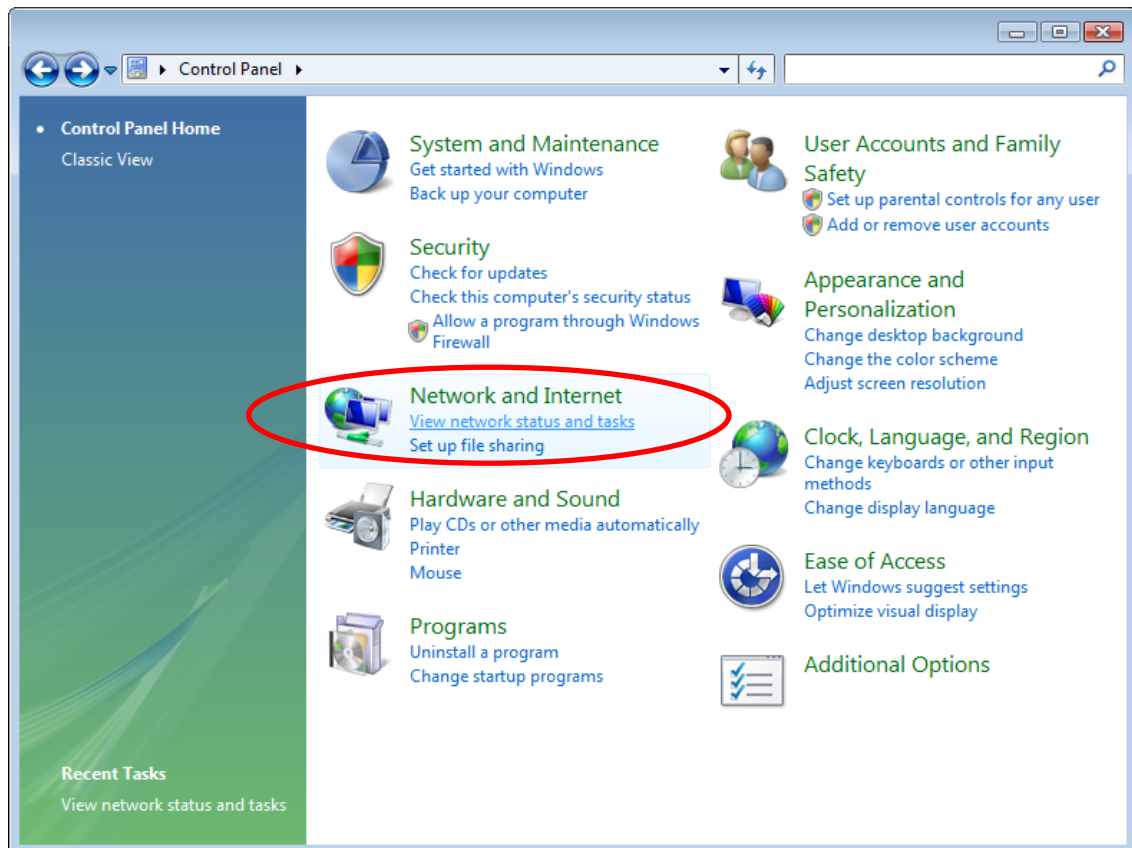 Control Panel
Control Panel Home
Classic View
System and Maintenance
Get started with Windows
Back up your computer
Security
Check for updates
Check this computer's security status
Allow a program through Windows
Firewall
Network and Internet
View network status and tasks
Set up file sharing
Hardware and Sound
Play CDs or other media automatically
Printer
Mouse
Programs
Uninstall a program
Change startup programs
User Accounts and Family
Safety
Set up parental controls for any user
Add or remove user accounts
Appearance and
Personalization
Change desktop background
Change the color scheme
Adjust screen resolution
Clock, Language, and Region
Change keyboards or other input
methods
Change display language
Ease of Access
Let Windows suggest settings
Optimize visual display
Additional Options
Recent Tasks
View network status and tasks